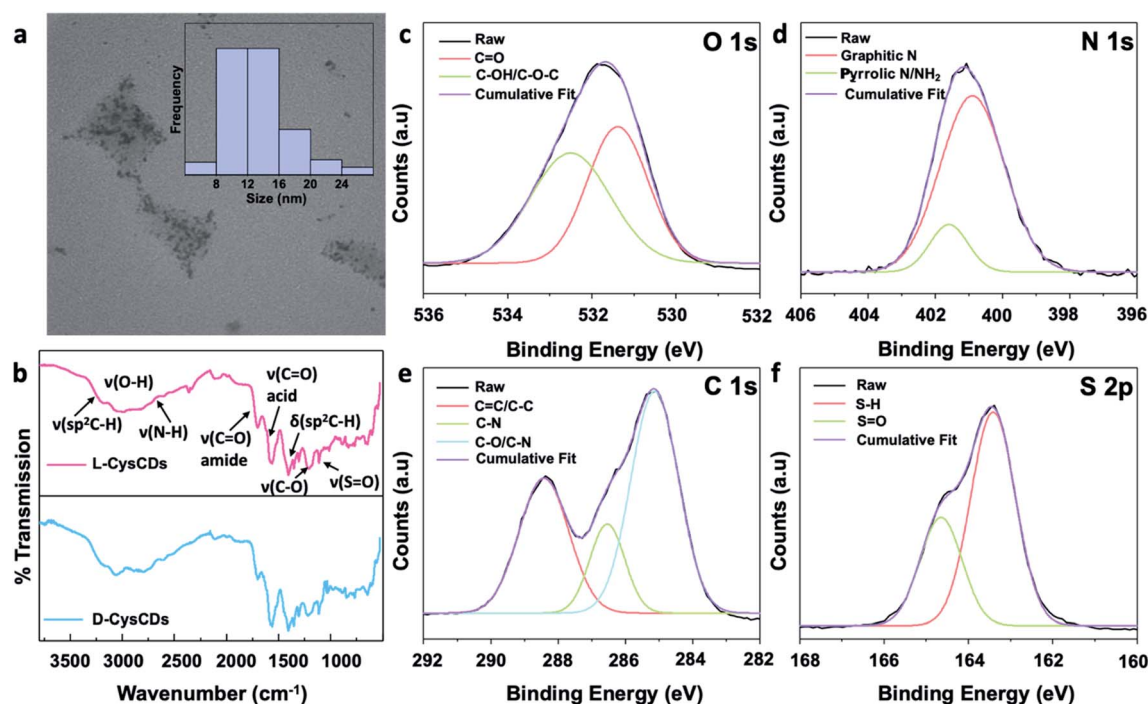 a
Frequency
8 12 16 20 24
Size (nm)
b
ν(O-H)
ν(sp²C-H)
ν(N-H)
ν(C=O)
acid
ν(C=O)
amide
δ(sp²C-H)
ν(C-O)
ν(S=O)
L-CysCDs
D-CysCDs
% Transmission
3500 3000 2500 2000 1500 1000
Wavenumber (cm⁻¹)
c
O 1s
Raw
C=O
C-OH/C-O-C
Cumulative Fit
Counts (a.u)
536 534 532 530 532
Binding Energy (eV)
d
N 1s
Raw
Graphitic N
Pyrrolic N/NH₂
Cumulative Fit
Counts (a.u)
406 404 402 400 398 396
Binding Energy (eV)
e
C 1s
Raw
C=C/C-C
C-N
C-O/C-N
Cumulative Fit
Counts (a.u)
292 290 288 286 284 282
Binding Energy (eV)
f
S 2p
Raw
S-H
S=O
Cumulative Fit
Counts (a.u)
168 166 164 162 160
Binding Energy (eV)